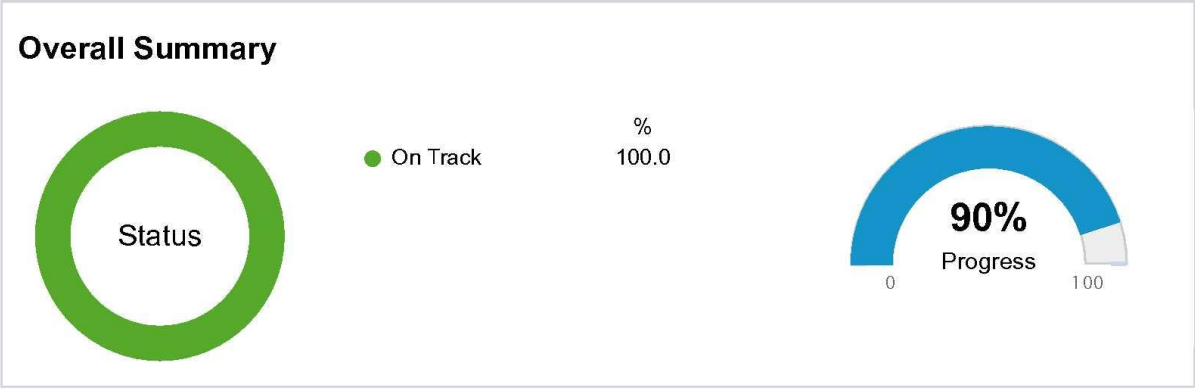 Overall Summary
Status
%
On Track 100.0
90%
Progress
0 100